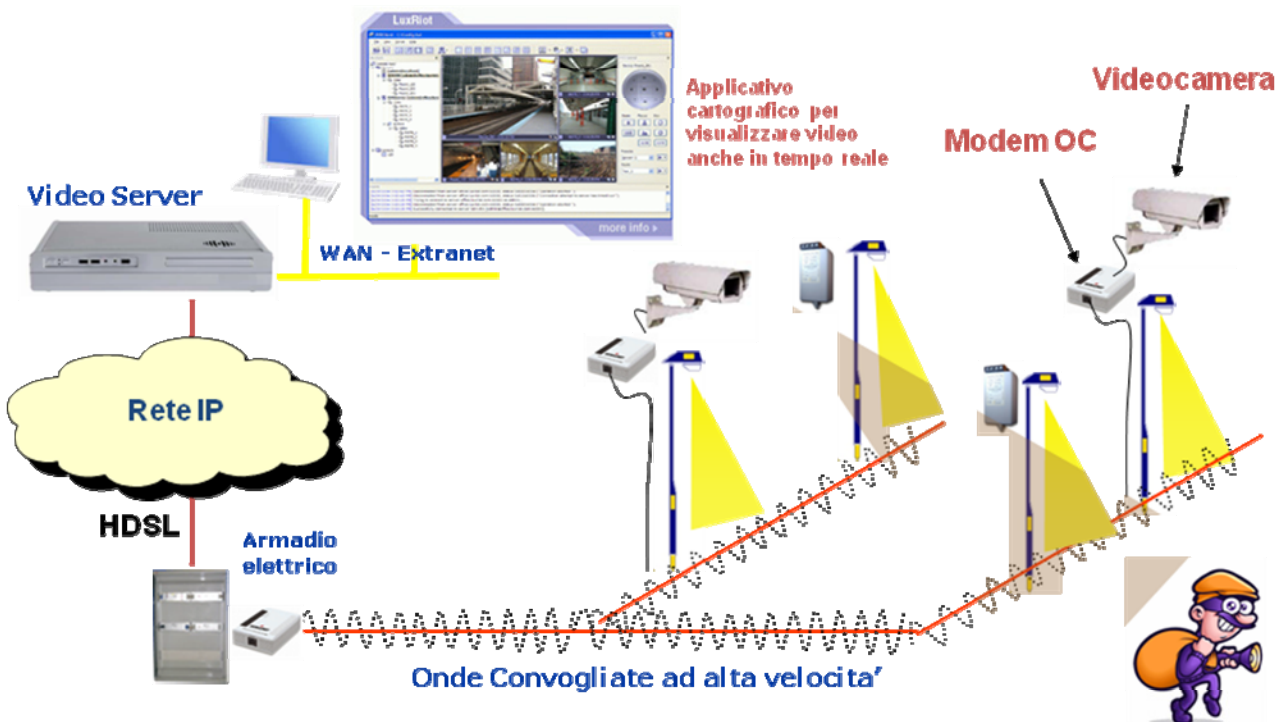 LuxRiot
Applicativo
cartografico per
visualizzare video
anche in tempo reale
more info
Videocamera
Modem OC
Video Server
WAN - Extranet
Rete IP
HDSL
Armadio
elettrico
Onde Convogliate ad alta velocita'